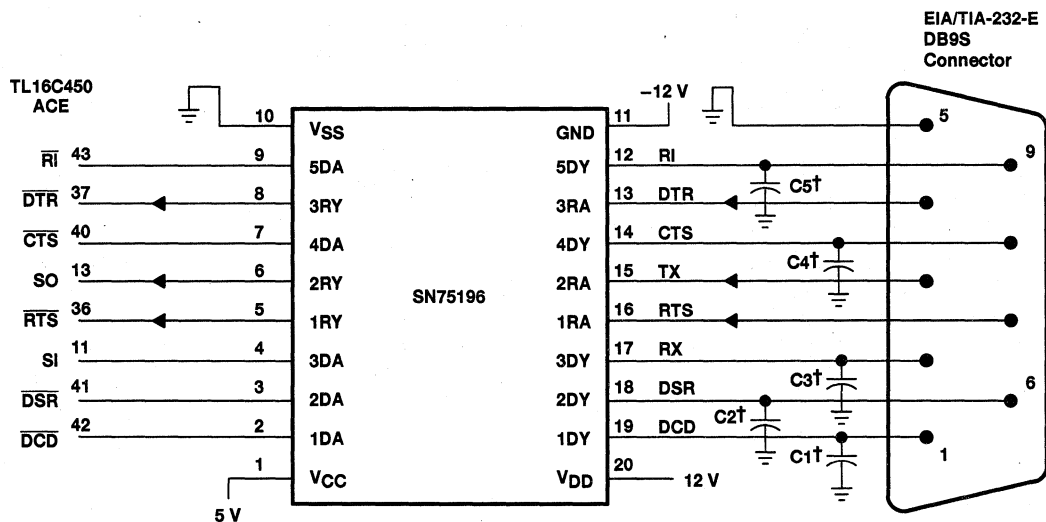 EIA/TIA-232-E
DB9S
Connector
TL16C450
ACE
–12 V
10 VSS GND 11 5
RI 43 9 5DA 5DY 12 RI 9
C5†
DTR 37 8 3RY 3RA 13 DTR
CTS 40 7 4DA 4DY 14 CTS
C4†
SO 13 6 2RY 2RA 15 TX
SN75196
RTS 36 5 1RY 1RA 16 RTS
SI 11 4 3DA 3DY 17 RX
C3†
DSR 41 3 2DA 2DY 18 DSR 6
C2†
DCD 42 2 1DA 1DY 19 DCD 1
C1†
1 VCC VDD 20 12 V
5 V